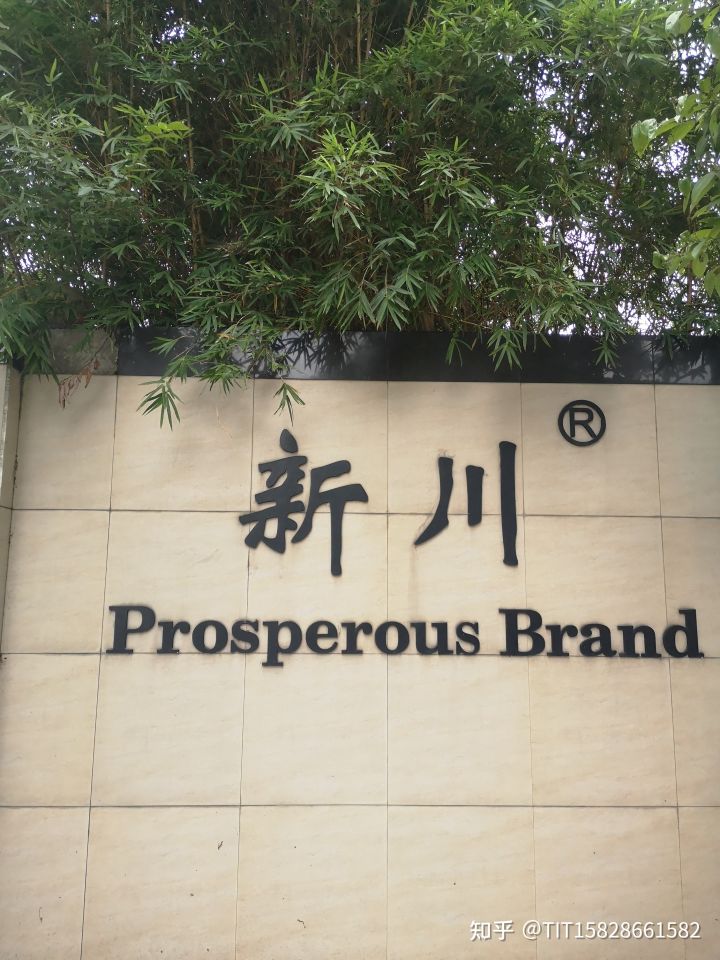 新川®
Prosperous Brand
知乎 @TIT15828661582